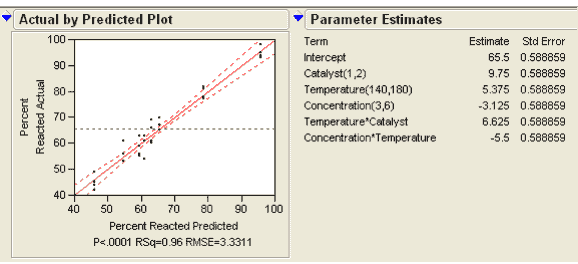 Actual by Predicted Plot
100
90
80
70
60
50
40
Percent
Reacted Actual
40 50 60 70 80 90 100
Percent Reacted Predicted
P<.0001 RSq=0.96 RMSE=3.3311
Parameter Estimates
Term Estimate Std Error
Intercept 65.5 0.588859
Catalyst(1,2) 9.75 0.588859
Temperature(140,180) 5.375 0.588859
Concentration(3,6) -3.125 0.588859
Temperature*Catalyst 6.625 0.588859
Concentration*Temperature -5.5 0.588859